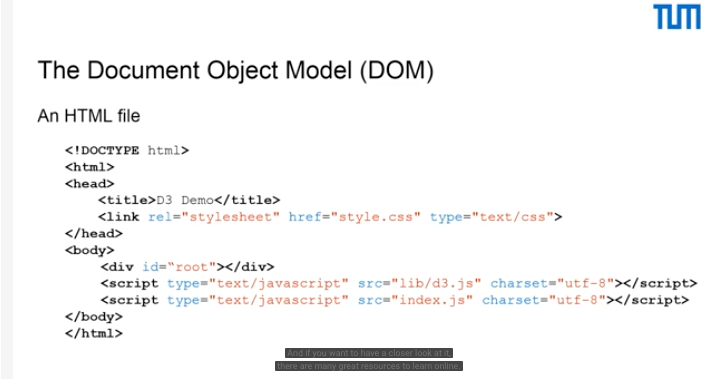 TUM
The Document Object Model (DOM)
An HTML file
<!DOCTYPE html>
<html>
<head>
<title>D3 Demo</title>
<link rel="stylesheet" href="style.css" type="text/css">
</head>
<body>
<div id=“root"></div>
<script type="text/javascript" src="lib/d3.js" charset="utf-8"></script>
<script type="text/javascript" src="index.js" charset="utf-8"></script>
</body>
</html>
And if you want to have a closer look at it,
there are many great resources to learn online.